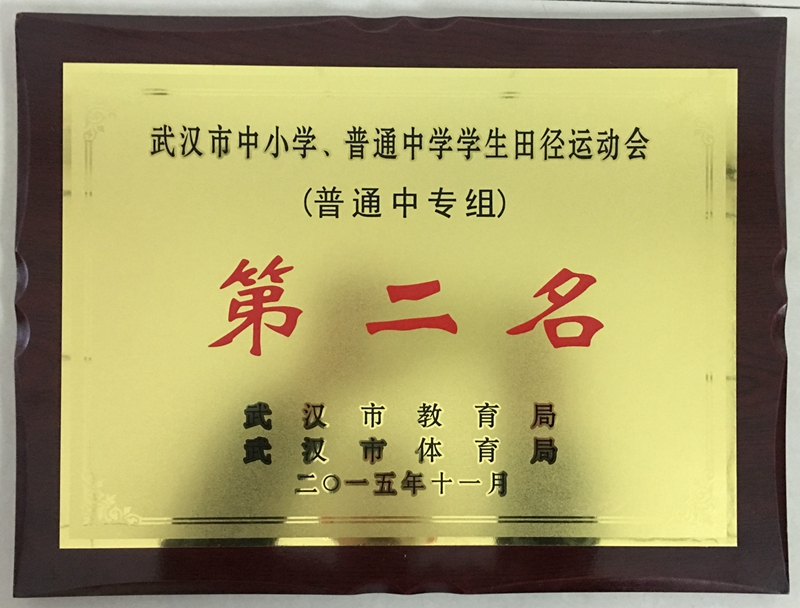 武汉市中小学、普通中学学生田径运动会
(普通中专组)
第二名
武汉市教育局
武汉市体育局
二〇一五年十一月